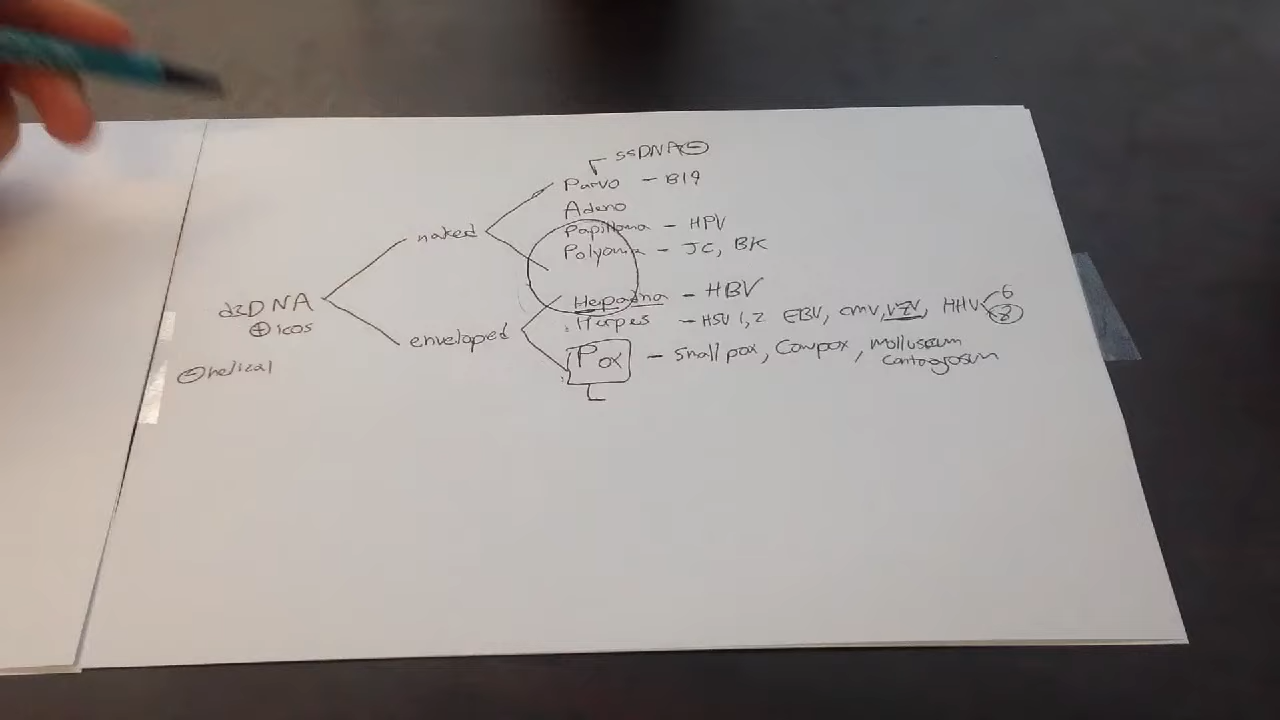 ssDNA⊖
Parvo - B19
Adeno
naked
Papilloma - HPV
Polyoma - JC, BK
dsDNA
⊕ icos
⊖ helical
enveloped
Hepadna - HBV
Herpes - HSV 1,2 EBV, CMV, VZV, HHV 6
8
Pox - Small pox, Cowpox, molluscum
contagiosum